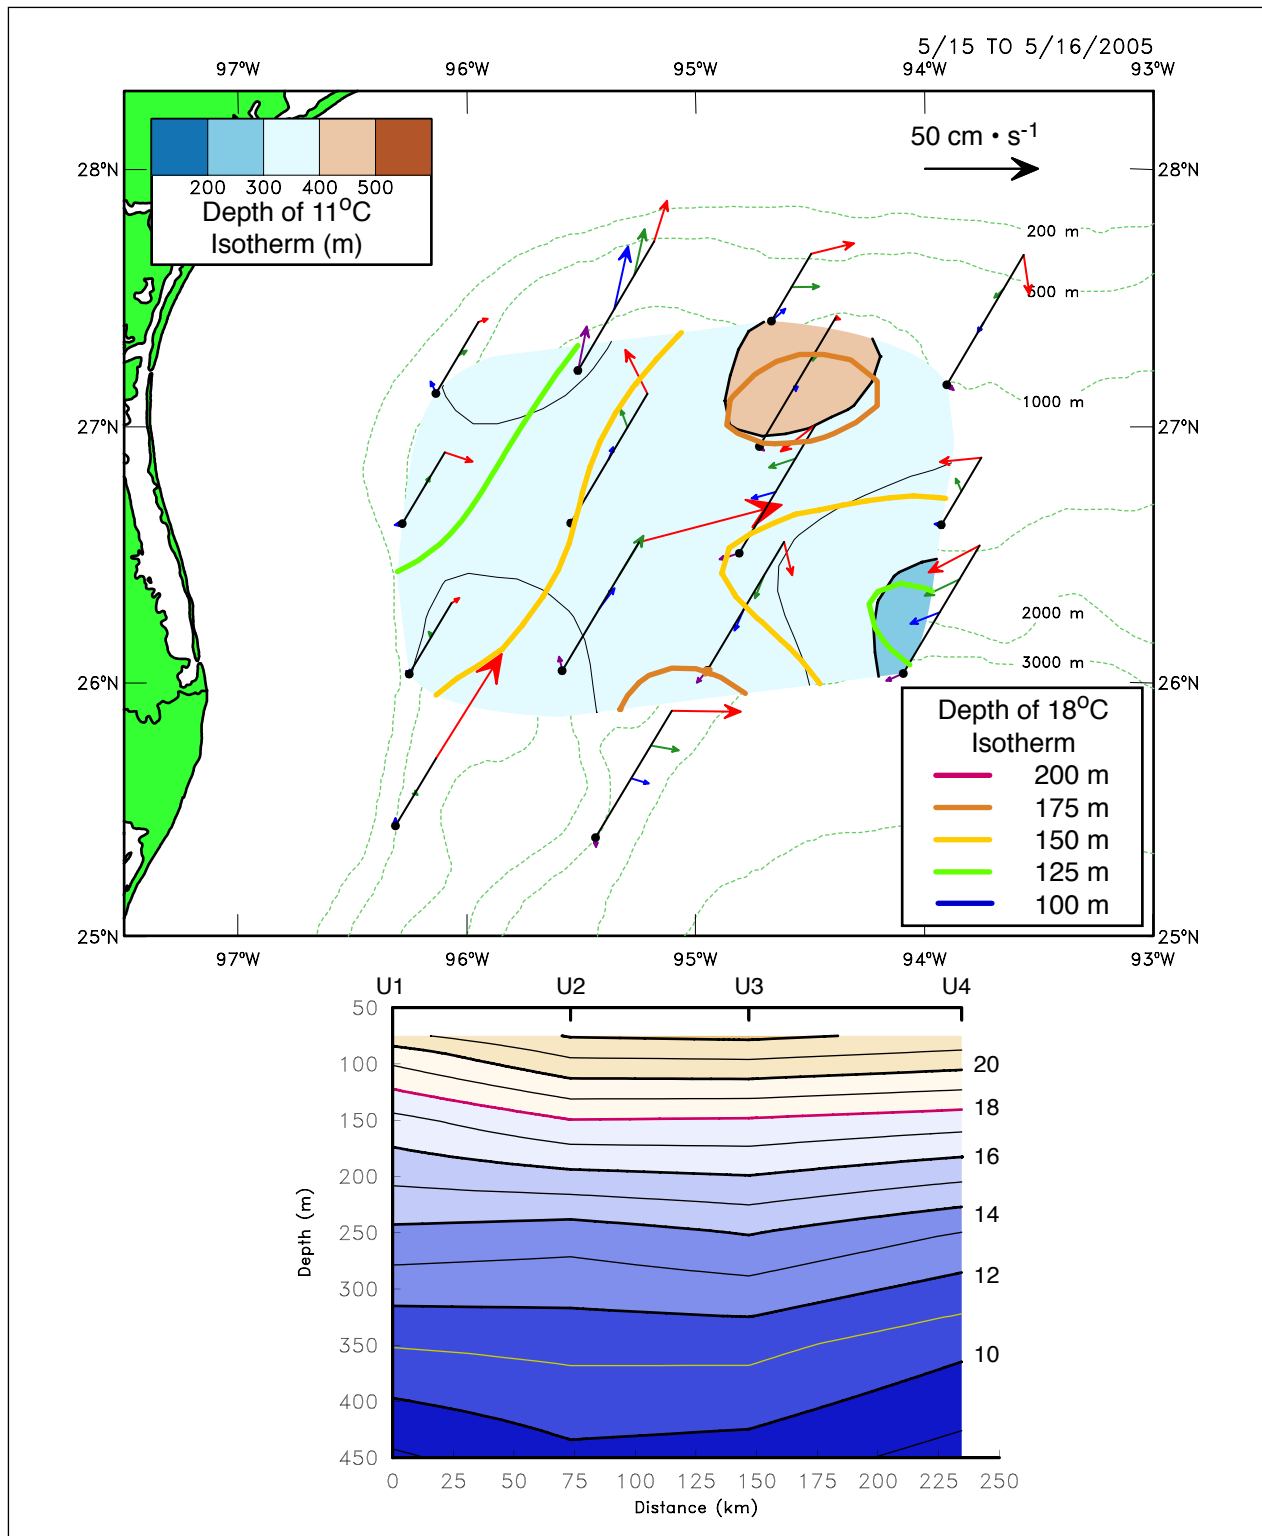 5/15 TO 5/16/2005
97°W 96°W 95°W 94°W 93°W
50 cm • s-1
28°N 28°N
200 300 400 500
Depth of 11°C
Isotherm (m)
200 m
500 m
1000 m
27°N 27°N
2000 m
3000 m
26°N 26°N
Depth of 18°C
Isotherm
200 m
175 m
150 m
125 m
100 m
25°N 25°N
97°W 96°W 95°W 94°W 93°W
U1 U2 U3 U4
50
100
150
200
250
300
350
400
450
Depth (m)
20
18
16
14
12
10
0 25 50 75 100 125 150 175 200 225 250
Distance (km)